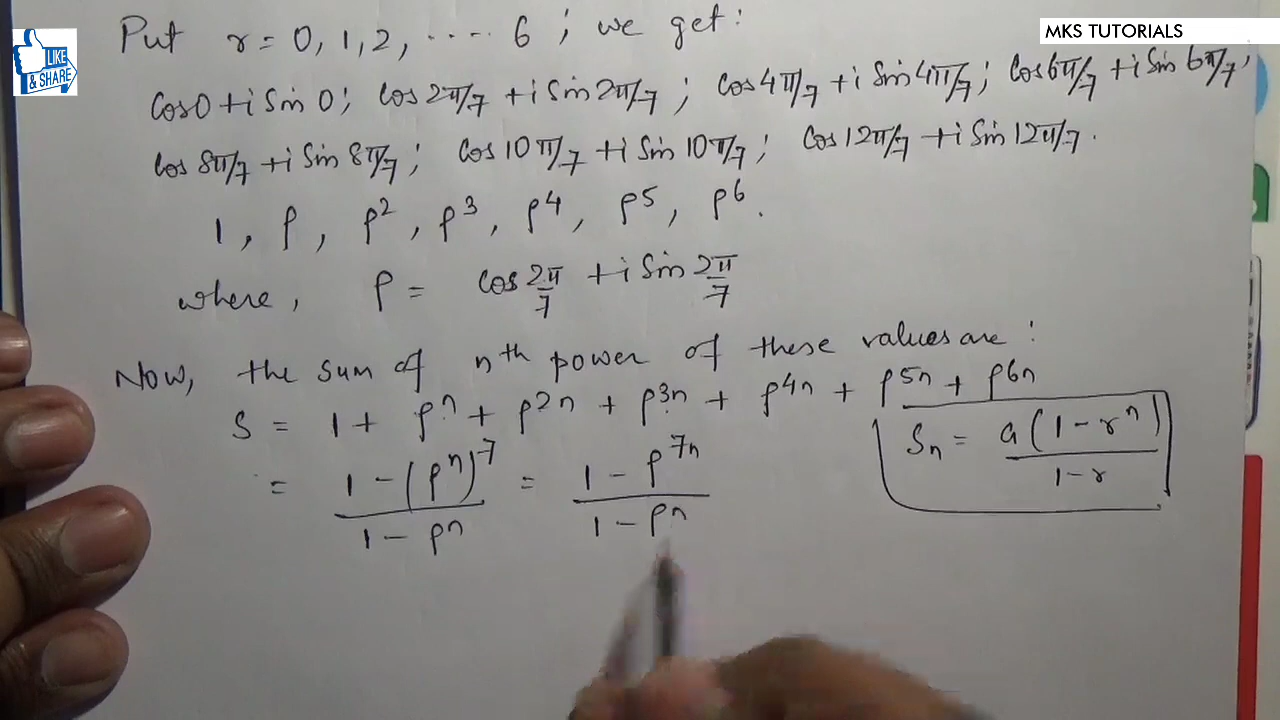 MKS TUTORIALS
LIKE
& SHARE
Put r = 0, 1, 2, ..... 6 ; we get :
Cos0 + i Sin 0 ; Cos 2π/7 + i Sin 2π/7 ; Cos 4π/7 + i Sin 4π/7 ; Cos 6π/7 + i Sin 6π/7 ;
Cos 8π/7 + i Sin 8π/7 ; Cos 10π/7 + i Sin 10π/7 ; Cos 12π/7 + i Sin 12π/7 .
1 , ρ , ρ² , ρ³ , ρ⁴ , ρ⁵ , ρ⁶ .
where , ρ = Cos 2π/7 + i Sin 2π/7
Now, the sum of nth power of these values are :
S = 1 + ρⁿ + ρ²ⁿ + ρ³ⁿ + ρ⁴ⁿ + ρ⁵ⁿ + ρ⁶ⁿ
= (1 - (ρⁿ)⁷)/(1 - ρⁿ) = (1 - ρ⁷ⁿ)/(1 - ρⁿ)
Sₙ = a(1 - rⁿ)/(1 - r)